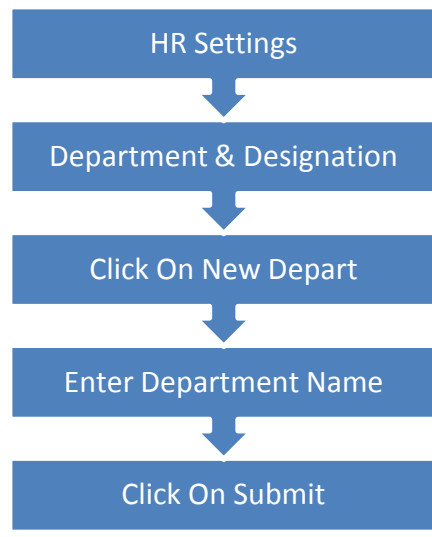 HR Settings
Department & Designation
Click On New Depart
Enter Department Name
Click On Submit